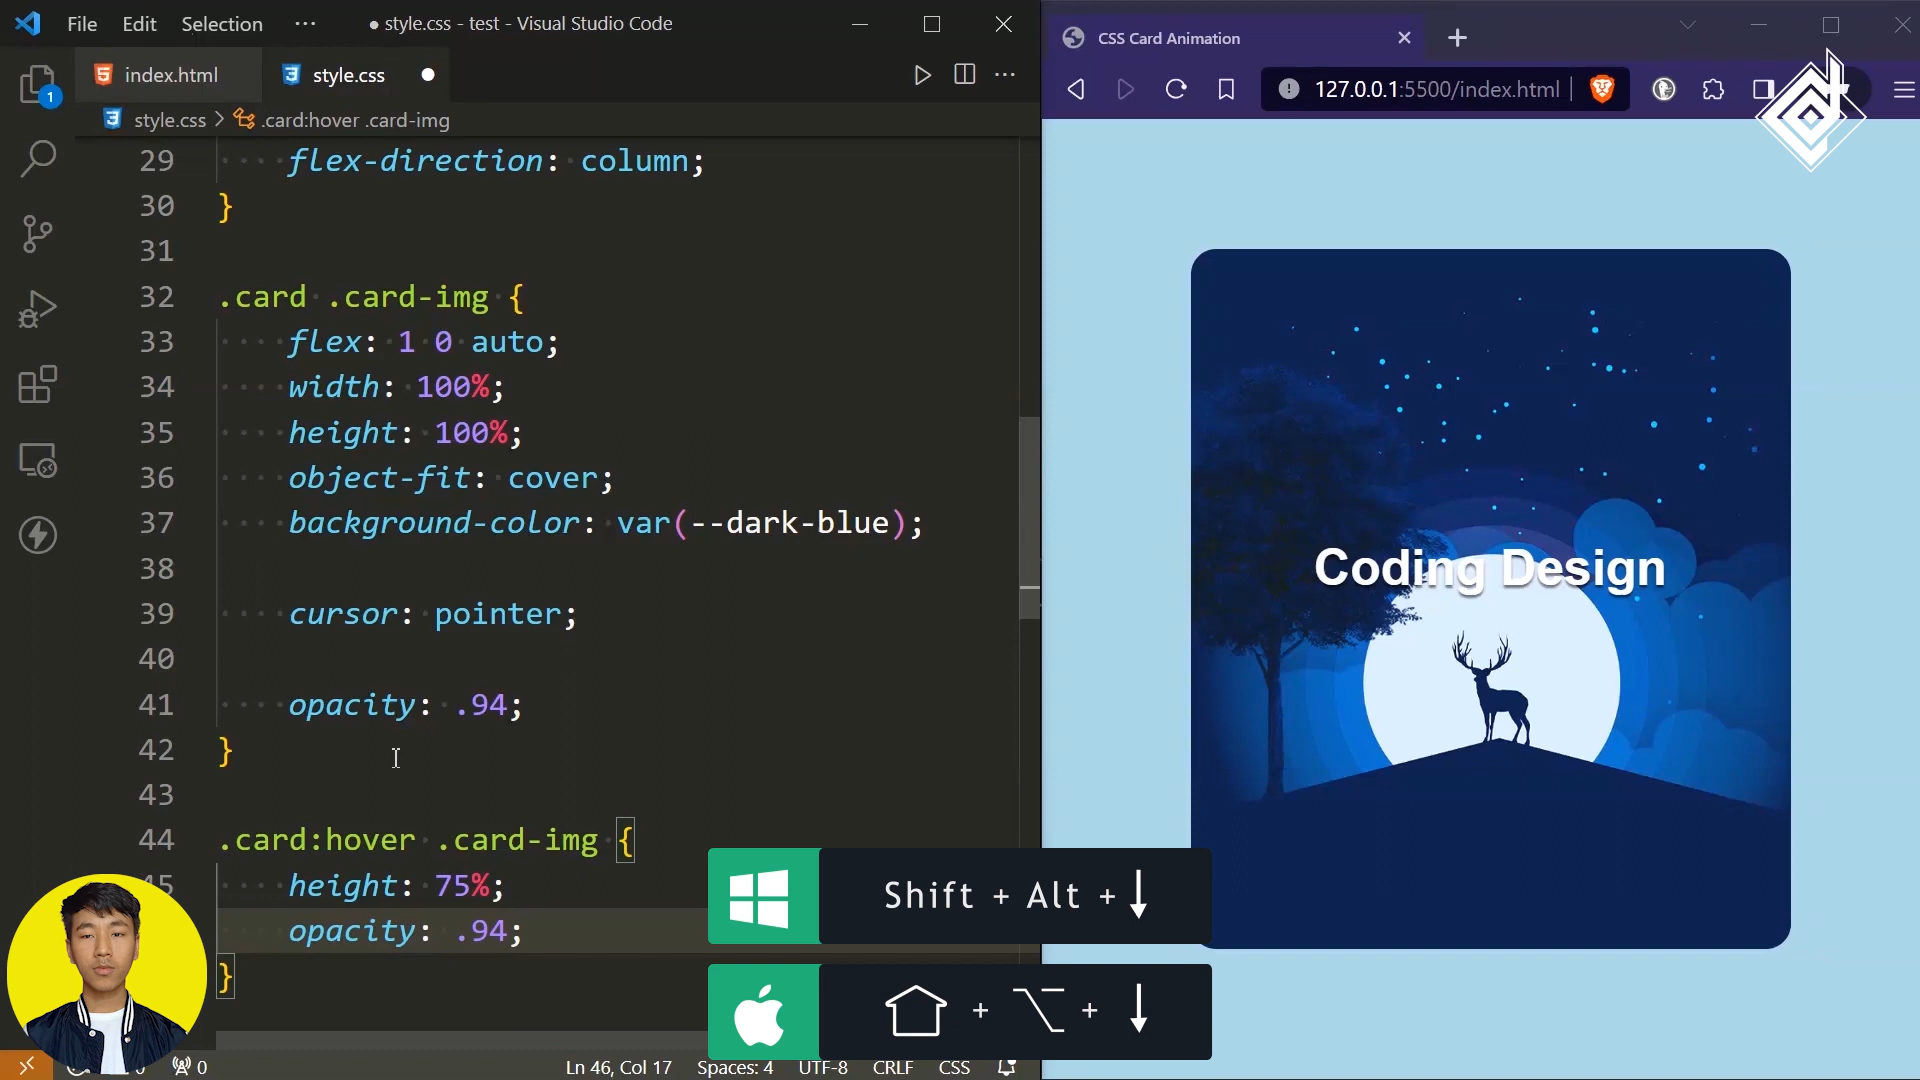 File Edit Selection ··· ● style.css - test - Visual Studio Code
index.html style.css
style.css > .card:hover .card-img
29 flex-direction: column;
30 }
31
32 .card .card-img {
33 flex: 1 0 auto;
34 width: 100%;
35 height: 100%;
36 object-fit: cover;
37 background-color: var(--dark-blue);
38
39 cursor: pointer;
40
41 opacity: .94;
42 }
43
44 .card:hover .card-img {
45 height: 75%;
opacity: .94;
}
1
0
Ln 46, Col 17 Spaces: 4 UTF-8 CRLF CSS
CSS Card Animation
127.0.0.1:5500/index.html
Coding Design
Shift + Alt + ↓
+ ⌥ + ↓